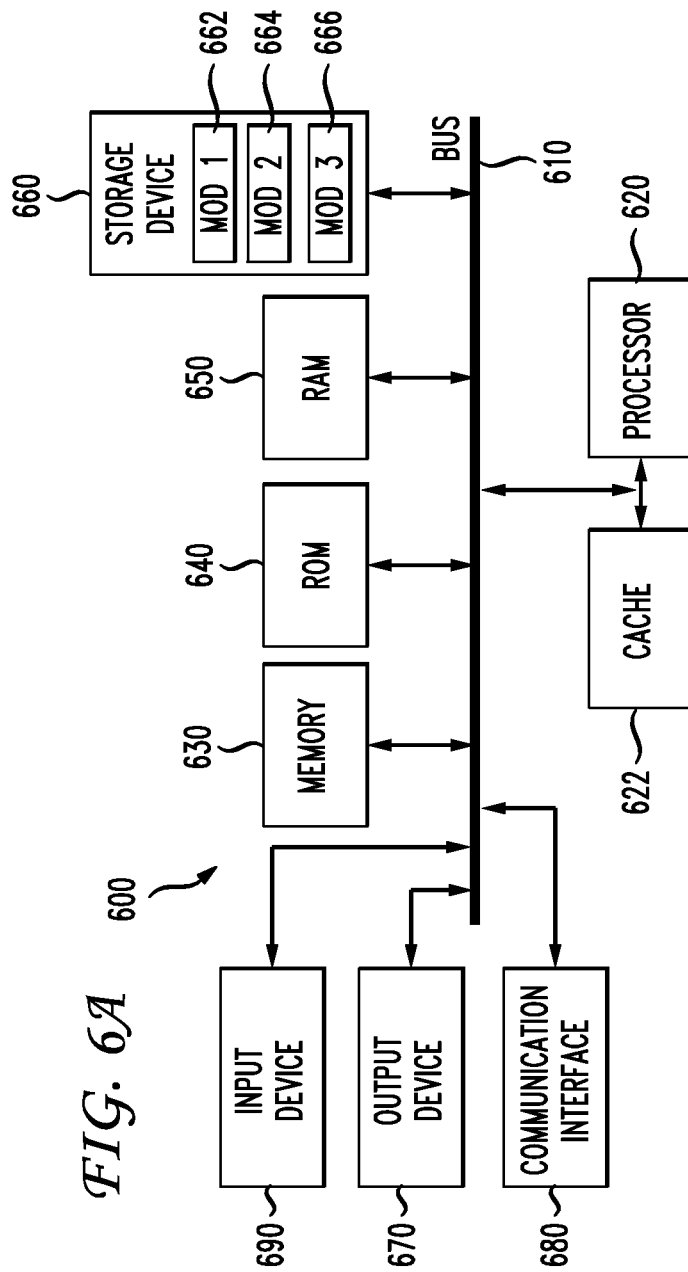 FIG. 6A
600
690
INPUT
DEVICE
670
OUTPUT
DEVICE
680
COMMUNICATION
INTERFACE
630
MEMORY
640
ROM
650
RAM
660
STORAGE
DEVICE
MOD 1
662
MOD 2
664
MOD 3
666
BUS
610
622
CACHE
PROCESSOR
620